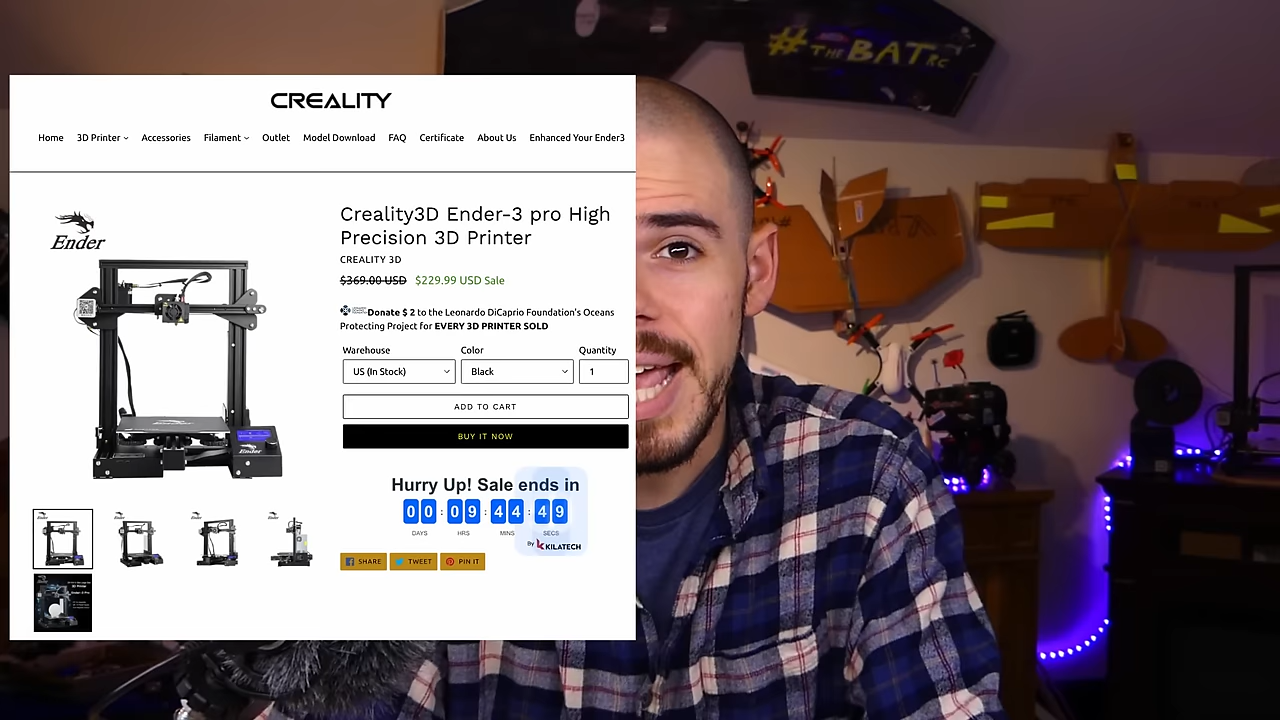 #THEBATRC
CREALITY
Home 3D Printer Accessories Filament Outlet Model Download FAQ Certificate About Us Enhanced Your Ender3
Ender
Creality3D Ender-3 pro High
Precision 3D Printer
CREALITY 3D
$369.00 USD $229.99 USD Sale
Donate $ 2 to the Leonardo DiCaprio Foundation's Oceans
Protecting Project for EVERY 3D PRINTER SOLD
Warehouse Color Quantity
US (In Stock) Black 1
ADD TO CART
BUY IT NOW
Ender
Hurry Up! Sale ends in
00 : 09 : 44 : 49
DAYS HRS MINS SECS
By KILATECH
SHARE TWEET PIN IT